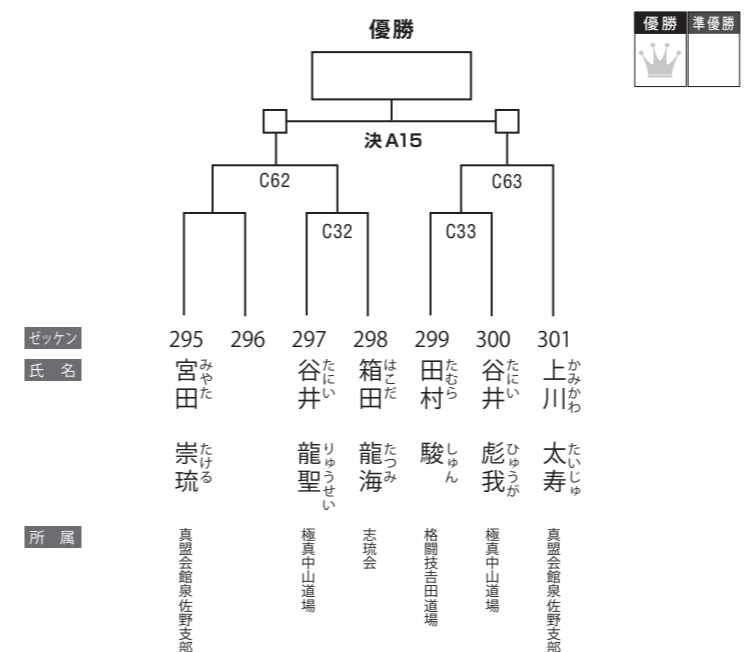 優勝
優勝 準優勝
決A15
C62 C63
C32 C33
ゼッケン 295 296 297 298 299 300 301
氏名
宮田 崇琉 みやた たける
谷井 龍聖 たにい りゅうせい
箱田 龍海 はこだ たつみ
田村 駿 たむら しゅん
谷井 彪我 たにい ひゅうが
上川 太寿 かみかわ たいじゅ
所属
真盟会館泉佐野支部
極真中山道場
志琉会
格闘技吉田道場
極真中山道場
真盟会館泉佐野支部